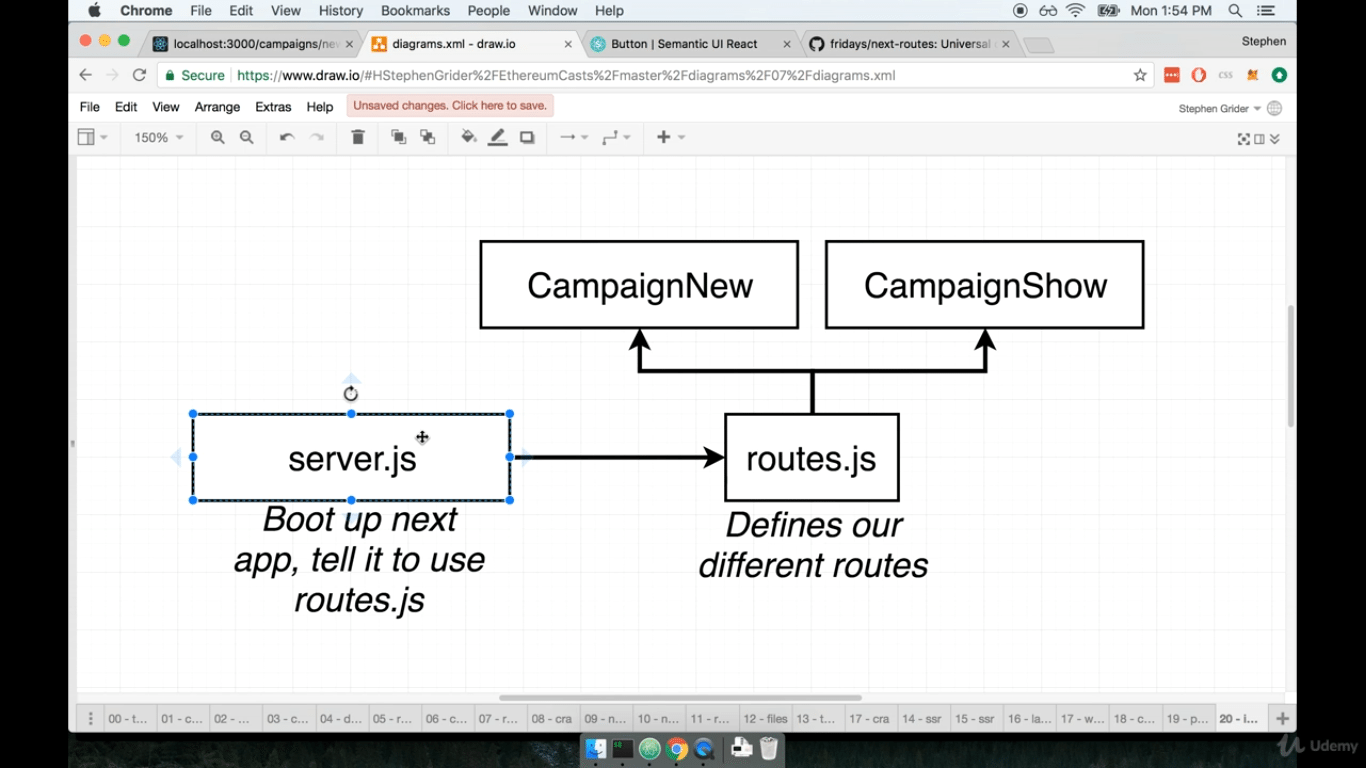 Chrome File Edit View History Bookmarks People Window Help Mon 1:54 PM
localhost:3000/campaigns/new diagrams.xml - draw.io Button | Semantic UI React fridays/next-routes: Universal Stephen
Secure https://www.draw.io/#HStephenGrider%2FEthereumCasts%2Fmaster%2Fdiagrams%2F07%2Fdiagrams.xml CSS
File Edit View Arrange Extras Help Unsaved changes. Click here to save. Stephen Grider
150%
CampaignNew CampaignShow
server.js routes.js
Boot up next
app, tell it to use
routes.js
Defines our
different routes
00 - t... 01 - c... 02 - ... 03 - c... 04 - d... 05 - r... 06 - c... 07 - r... 08 - cra 09 - n... 10 - n... 11 - r... 12 - files 13 - t... 17 - cra 14 - ssr 15 - ssr 16 - la... 17 - w... 18 - c... 19 - p... 20 - i...
Udemy